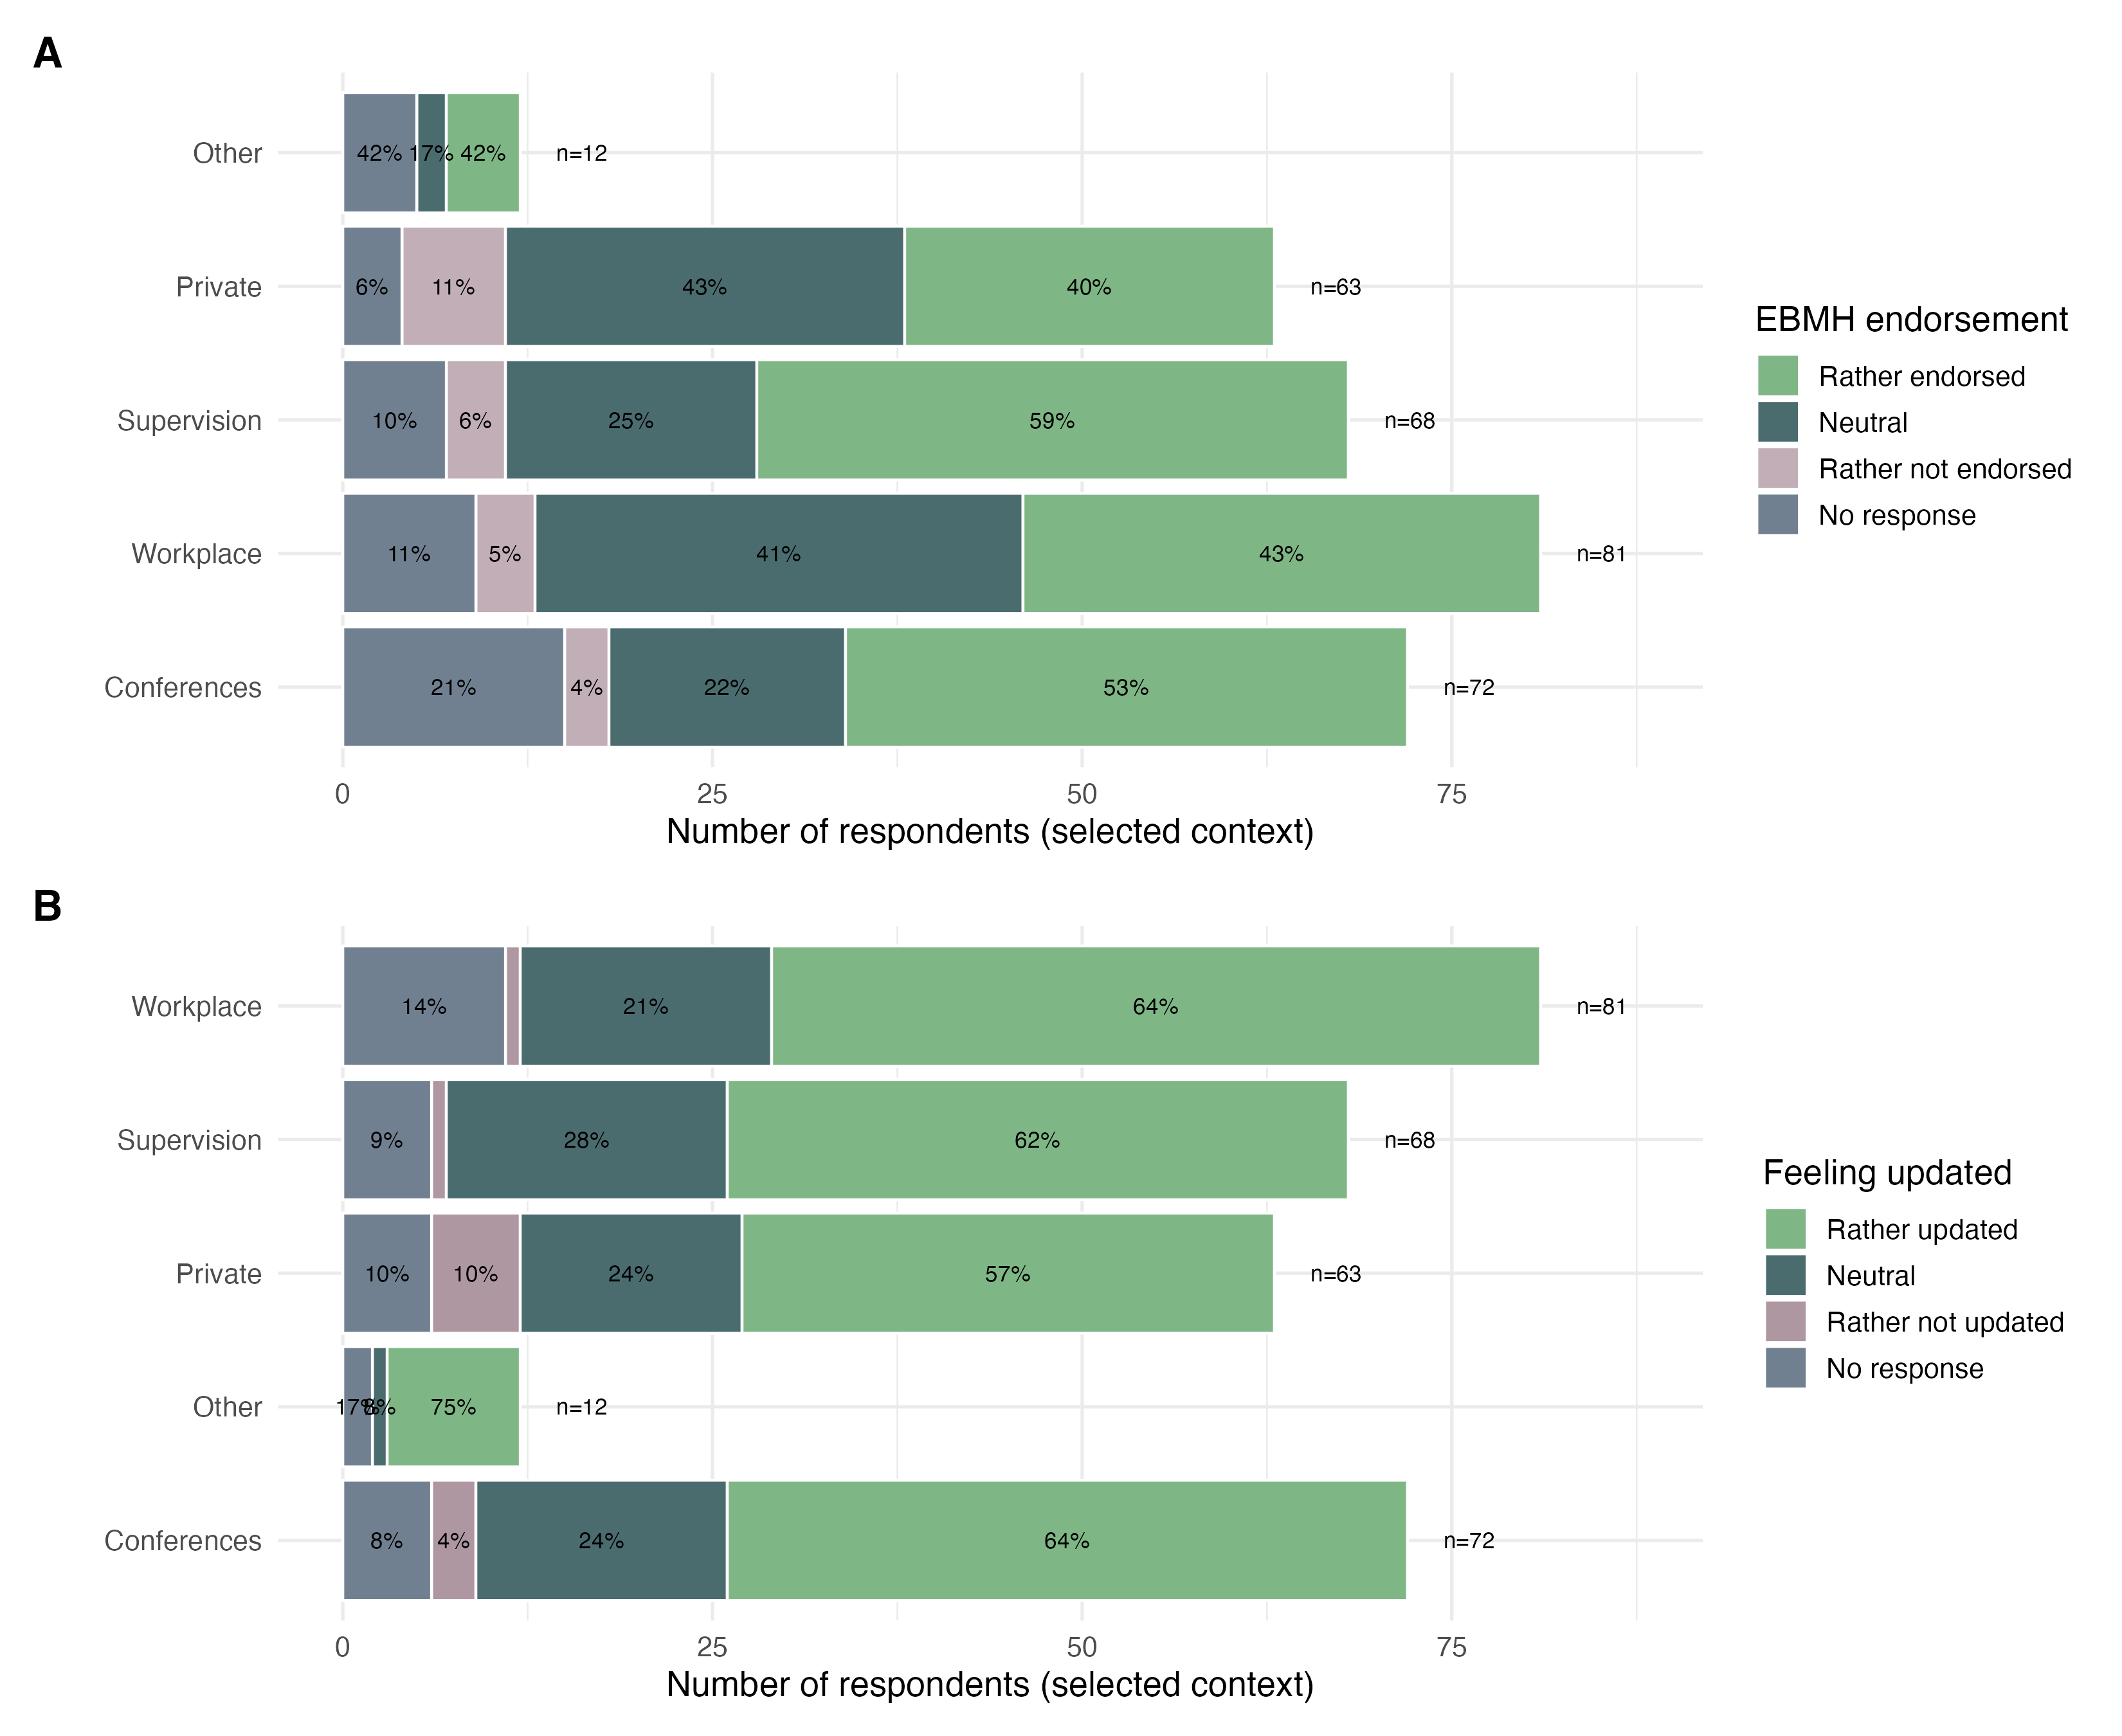 A
Other 42% 17% 42% n=12
Private 6% 11% 43% 40% n=63
Supervision 10% 6% 25% 59% n=68
Workplace 11% 5% 41% 43% n=81
Conferences 21% 4% 22% 53% n=72
0 25 50 75
Number of respondents (selected context)
EBMH endorsement
Rather endorsed
Neutral
Rather not endorsed
No response
B
Workplace 14% 21% 64% n=81
Supervision 9% 28% 62% n=68
Private 10% 10% 24% 57% n=63
Other 17% 8% 75% n=12
Conferences 8% 4% 24% 64% n=72
0 25 50 75
Number of respondents (selected context)
Feeling updated
Rather updated
Neutral
Rather not updated
No response